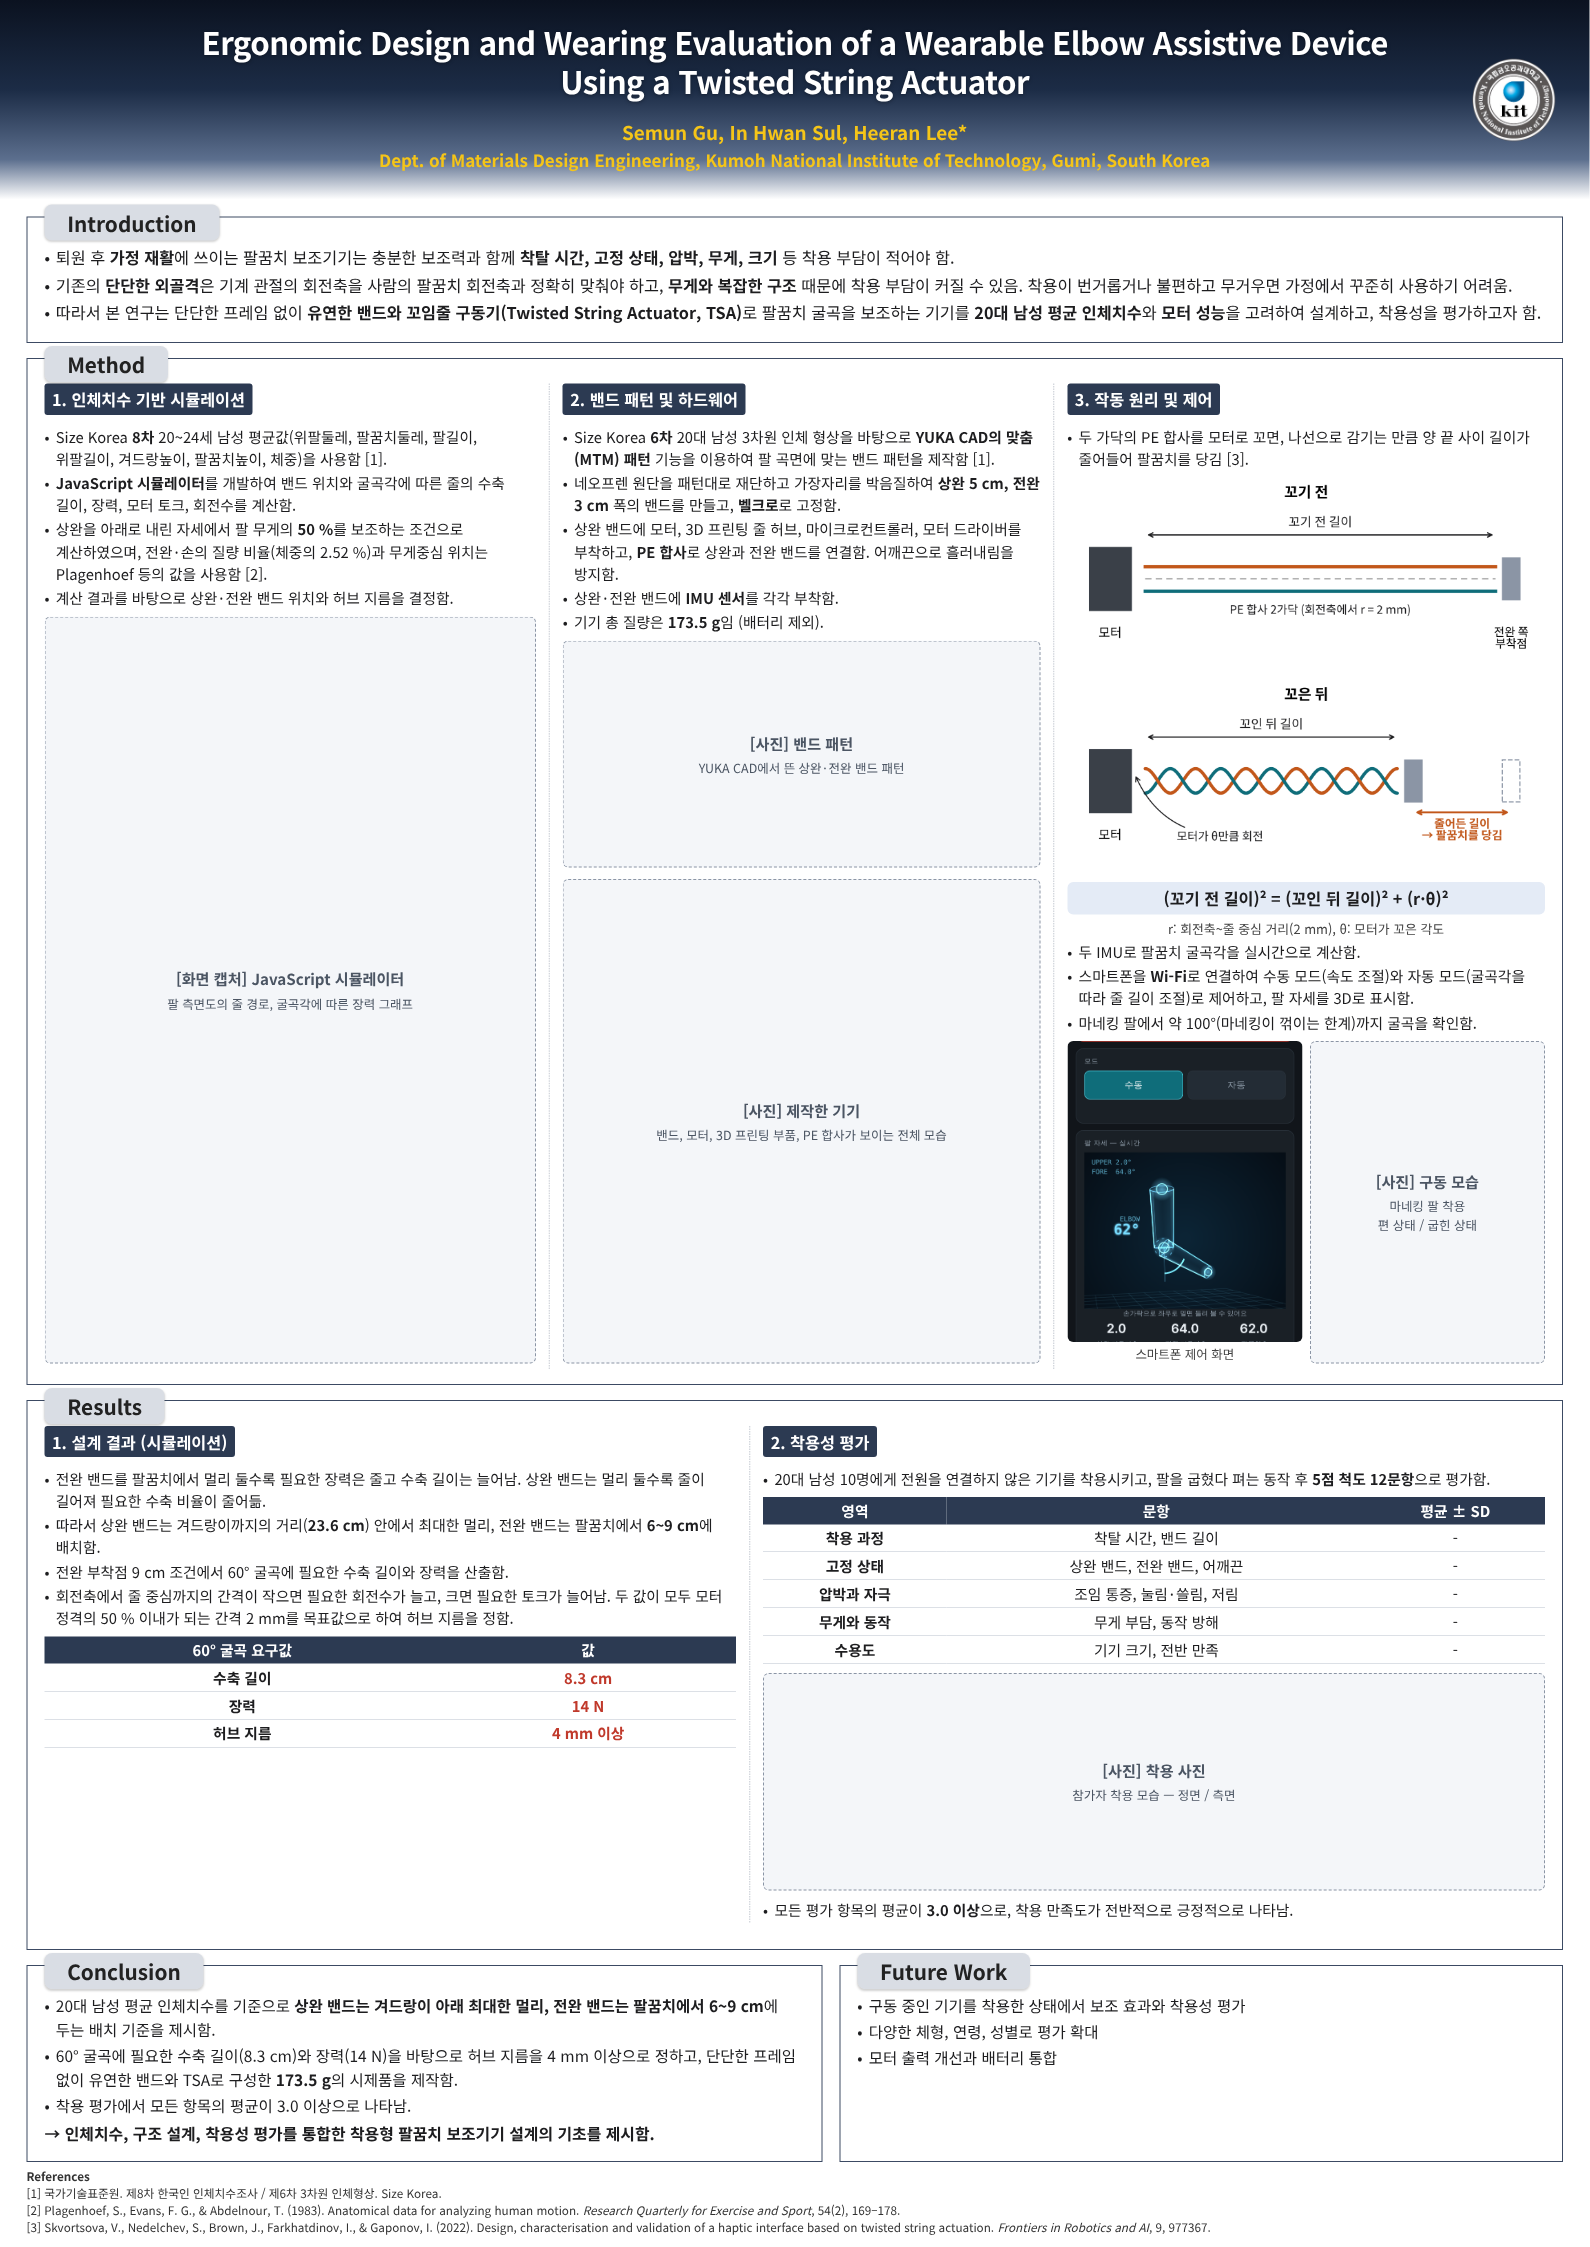 Ergonomic Design and Wearing Evaluation of a Wearable Elbow Assistive Device
Using a Twisted String Actuator
Semun Gu, In Hwan Sul, Heeran Lee*
Dept. of Materials Design Engineering, Kumoh National Institute of Technology, Gumi, South Korea
국립금오공과대학교
Kumoh National Institute of Technology
kit
Introduction
• 퇴원 후 가정 재활에 쓰이는 팔꿈치 보조기기는 충분한 보조력과 함께 착탈 시간, 고정 상태, 압박, 무게, 크기 등 착용 부담이 적어야 함.
• 기존의 단단한 외골격은 기계 관절의 회전축을 사람의 팔꿈치 회전축과 정확히 맞춰야 하고, 무게와 복잡한 구조 때문에 착용 부담이 커질 수 있음. 착용이 번거롭거나 불편하고 무거우면 가정에서 꾸준히 사용하기 어려움.
• 따라서 본 연구는 단단한 프레임 없이 유연한 밴드와 꼬임줄 구동기(Twisted String Actuator, TSA)로 팔꿈치 굴곡을 보조하는 기기를 20대 남성 평균 인체치수와 모터 성능을 고려하여 설계하고, 착용성을 평가하고자 함.
Method
1. 인체치수 기반 시뮬레이션
• Size Korea 8차 20~24세 남성 평균값(위팔둘레, 팔꿈치둘레, 팔길이,
위팔길이, 겨드랑높이, 팔꿈치높이, 체중)을 사용함 [1].
• JavaScript 시뮬레이터를 개발하여 밴드 위치와 굴곡각에 따른 줄의 수축
길이, 장력, 모터 토크, 회전수를 계산함.
• 상완을 아래로 내린 자세에서 팔 무게의 50 %를 보조하는 조건으로
계산하였으며, 전완·손의 질량 비율(체중의 2.52 %)과 무게중심 위치는
Plagenhoef 등의 값을 사용함 [2].
• 계산 결과를 바탕으로 상완·전완 밴드 위치와 허브 지름을 결정함.
[화면 캡처] JavaScript 시뮬레이터
팔 측면도의 줄 경로, 굴곡각에 따른 장력 그래프
2. 밴드 패턴 및 하드웨어
• Size Korea 6차 20대 남성 3차원 인체 형상을 바탕으로 YUKA CAD의 맞춤
(MTM) 패턴 기능을 이용하여 팔 곡면에 맞는 밴드 패턴을 제작함 [1].
• 네오프렌 원단을 패턴대로 재단하고 가장자리를 박음질하여 상완 5 cm, 전완
3 cm 폭의 밴드를 만들고, 벨크로로 고정함.
• 상완 밴드에 모터, 3D 프린팅 줄 허브, 마이크로컨트롤러, 모터 드라이버를
부착하고, PE 합사로 상완과 전완 밴드를 연결함. 어깨끈으로 흘러내림을
방지함.
• 상완·전완 밴드에 IMU 센서를 각각 부착함.
• 기기 총 질량은 173.5 g임 (배터리 제외).
[사진] 밴드 패턴
YUKA CAD에서 뜬 상완·전완 밴드 패턴
[사진] 제작한 기기
밴드, 모터, 3D 프린팅 부품, PE 합사가 보이는 전체 모습
3. 작동 원리 및 제어
• 두 가닥의 PE 합사를 모터로 꼬면, 나선으로 감기는 만큼 양 끝 사이 길이가
줄어들어 팔꿈치를 당김 [3].
꼬기 전
꼬기 전 길이
PE 합사 2가닥 (회전축에서 r = 2 mm)
모터
전완 쪽
부착점
꼬은 뒤
꼬인 뒤 길이
모터
모터가 θ만큼 회전
줄어든 길이
→ 팔꿈치를 당김
(꼬기 전 길이)² = (꼬인 뒤 길이)² + (r·θ)²
r: 회전축~줄 중심 거리(2 mm), θ: 모터가 꼬은 각도
• 두 IMU로 팔꿈치 굴곡각을 실시간으로 계산함.
• 스마트폰을 Wi-Fi로 연결하여 수동 모드(속도 조절)와 자동 모드(굴곡각을
따라 줄 길이 조절)로 제어하고, 팔 자세를 3D로 표시함.
• 마네킹 팔에서 약 100°(마네킹이 꺾이는 한계)까지 굴곡을 확인함.
모드
수동
자동
팔 자세 — 실시간
UPPER 2.0°
FORE 64.0°
ELBOW
62°
손가락으로 좌우로 밀면 돌려 볼 수 있어요
2.0
64.0
62.0
스마트폰 제어 화면
[사진] 구동 모습
마네킹 팔 착용
편 상태 / 굽힌 상태
Results
1. 설계 결과 (시뮬레이션)
• 전완 밴드를 팔꿈치에서 멀리 둘수록 필요한 장력은 줄고 수축 길이는 늘어남. 상완 밴드는 멀리 둘수록 줄이
길어져 필요한 수축 비율이 줄어듦.
• 따라서 상완 밴드는 겨드랑이까지의 거리(23.6 cm) 안에서 최대한 멀리, 전완 밴드는 팔꿈치에서 6~9 cm에
배치함.
• 전완 부착점 9 cm 조건에서 60° 굴곡에 필요한 수축 길이와 장력을 산출함.
• 회전축에서 줄 중심까지의 간격이 작으면 필요한 회전수가 늘고, 크면 필요한 토크가 늘어남. 두 값이 모두 모터
정격의 50 % 이내가 되는 간격 2 mm를 목표값으로 하여 허브 지름을 정함.
60° 굴곡 요구값 값
수축 길이 8.3 cm
장력 14 N
허브 지름 4 mm 이상
2. 착용성 평가
• 20대 남성 10명에게 전원을 연결하지 않은 기기를 착용시키고, 팔을 굽혔다 펴는 동작 후 5점 척도 12문항으로 평가함.
영역 문항 평균 ± SD
착용 과정 착탈 시간, 밴드 길이 -
고정 상태 상완 밴드, 전완 밴드, 어깨끈 -
압박과 자극 조임 통증, 눌림·쓸림, 저림 -
무게와 동작 무게 부담, 동작 방해 -
수용도 기기 크기, 전반 만족 -
[사진] 착용 사진
참가자 착용 모습 — 정면 / 측면
• 모든 평가 항목의 평균이 3.0 이상으로, 착용 만족도가 전반적으로 긍정적으로 나타남.
Conclusion
• 20대 남성 평균 인체치수를 기준으로 상완 밴드는 겨드랑이 아래 최대한 멀리, 전완 밴드는 팔꿈치에서 6~9 cm에
두는 배치 기준을 제시함.
• 60° 굴곡에 필요한 수축 길이(8.3 cm)와 장력(14 N)을 바탕으로 허브 지름을 4 mm 이상으로 정하고, 단단한 프레임
없이 유연한 밴드와 TSA로 구성한 173.5 g의 시제품을 제작함.
• 착용 평가에서 모든 항목의 평균이 3.0 이상으로 나타남.
→ 인체치수, 구조 설계, 착용성 평가를 통합한 착용형 팔꿈치 보조기기 설계의 기초를 제시함.
Future Work
• 구동 중인 기기를 착용한 상태에서 보조 효과와 착용성 평가
• 다양한 체형, 연령, 성별로 평가 확대
• 모터 출력 개선과 배터리 통합
References
[1] 국가기술표준원. 제8차 한국인 인체치수조사 / 제6차 3차원 인체형상. Size Korea.
[2] Plagenhoef, S., Evans, F. G., & Abdelnour, T. (1983). Anatomical data for analyzing human motion. Research Quarterly for Exercise and Sport, 54(2), 169–178.
[3] Skvortsova, V., Nedelchev, S., Brown, J., Farkhatdinov, I., & Gaponov, I. (2022). Design, characterisation and validation of a haptic interface based on twisted string actuation. Frontiers in Robotics and AI, 9, 977367.